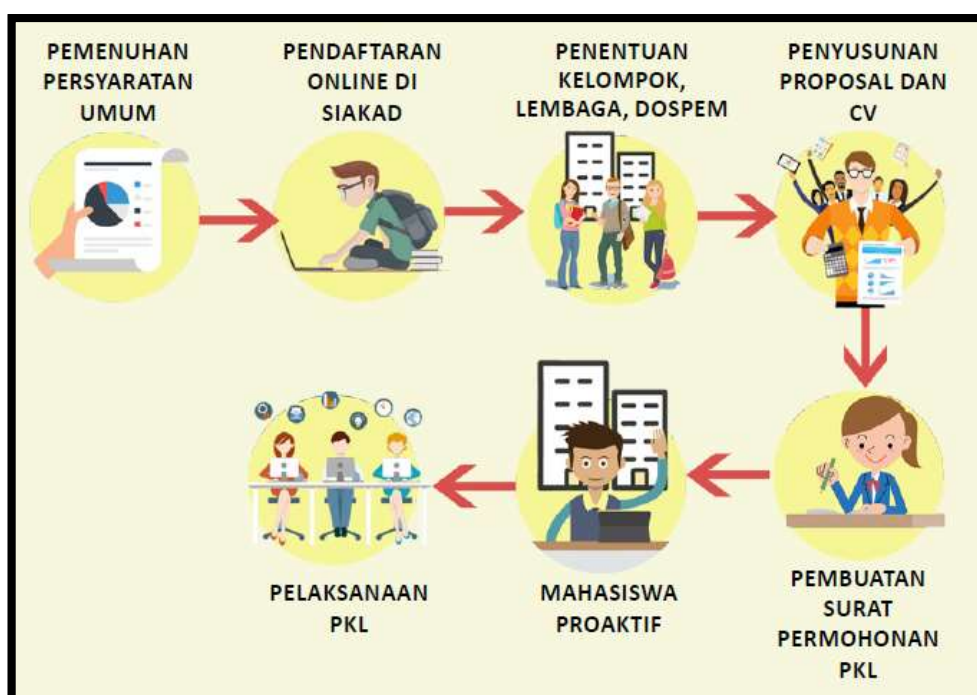 PEMENUHAN
PERSYARATAN
UMUM
PENDAFTARAN
ONLINE DI
SIAKAD
PENENTUAN
KELOMPOK,
LEMBAGA, DOSPEM
PENYUSUNAN
PROPOSAL DAN
CV
PEMBUATAN
SURAT
PERMOHONAN
PKL
MAHASISWA
PROAKTIF
PELAKSANAAN
PKL